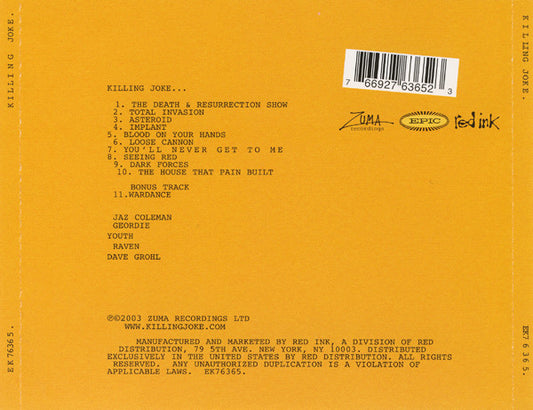 KILLING JOKE.
KILLING JOKE.
7 66927 63652 3
KILLING JOKE...
1. THE DEATH & RESURRECTION SHOW
2. TOTAL INVASION
3. ASTEROID
4. IMPLANT
5. BLOOD ON YOUR HANDS
6. LOOSE CANNON
7. YOU'LL NEVER GET TO ME
8. SEEING RED
9. DARK FORCES
10. THE HOUSE THAT PAIN BUILT
BONUS TRACK
11.WARDANCE
ZUMA
recordings
EPIC
red ink
JAZ COLEMAN
GEORDIE
YOUTH
RAVEN
DAVE GROHL
℗©2003 ZUMA RECORDINGS LTD
WWW.KILLINGJOKE.COM
MANUFACTURED AND MARKETED BY RED INK, A DIVISION OF RED
DISTRIBUTION, 79 5TH AVE. NEW YORK, NY 10003. DISTRIBUTED
EXCLUSIVELY IN THE UNITED STATES BY RED DISTRIBUTION. ALL RIGHTS
RESERVED. ANY UNAUTHORIZED DUPLICATION IS A VIOLATION OF
APPLICABLE LAWS. EK76365.
EK76365.
EK76365.